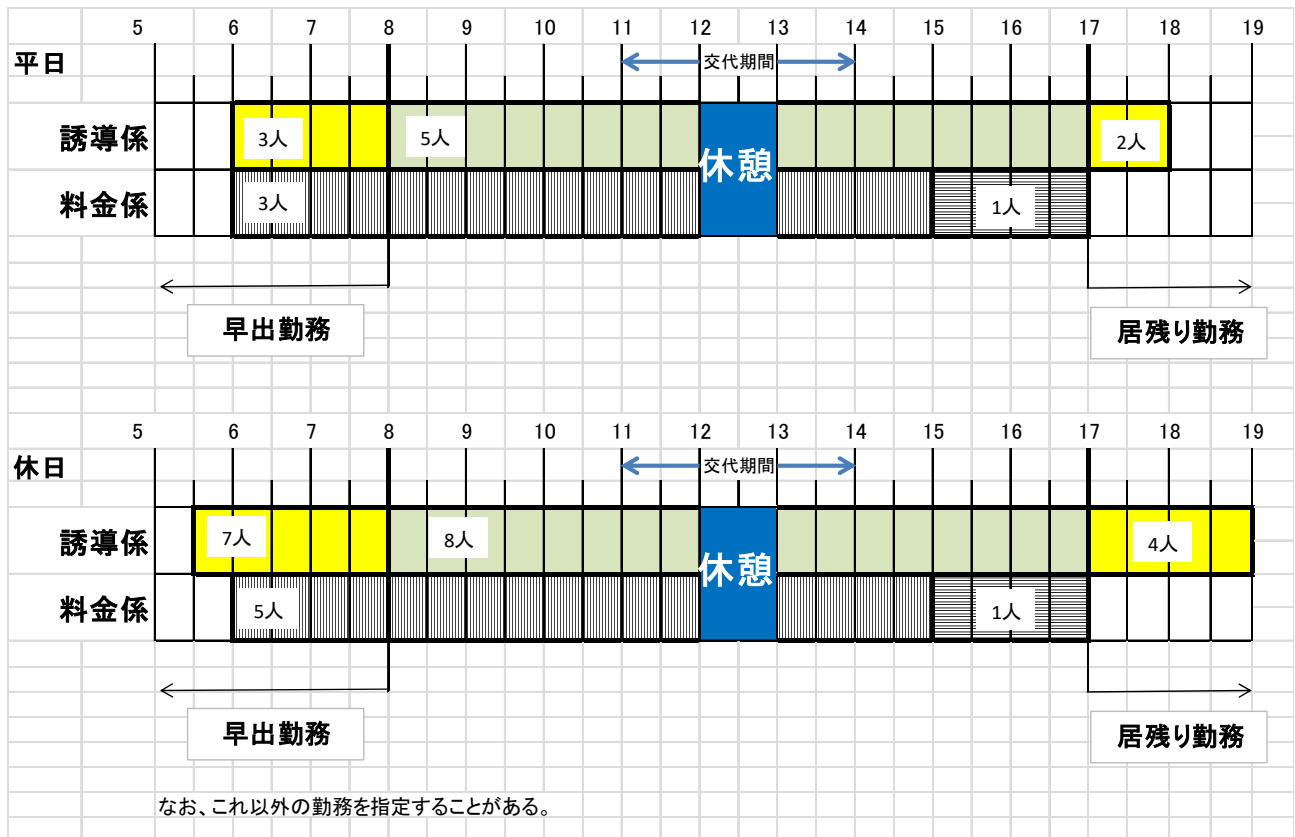 5 6 7 8 9 10 11 12 13 14 15 16 17 18 19
平日 交代期間
誘導係 3人 5人 2人
休憩
料金係 3人 1人
早出勤務 居残り勤務
5 6 7 8 9 10 11 12 13 14 15 16 17 18 19
休日 交代期間
誘導係 7人 8人 4人
休憩
料金係 5人 1人
早出勤務 居残り勤務
なお、これ以外の勤務を指定することがある。